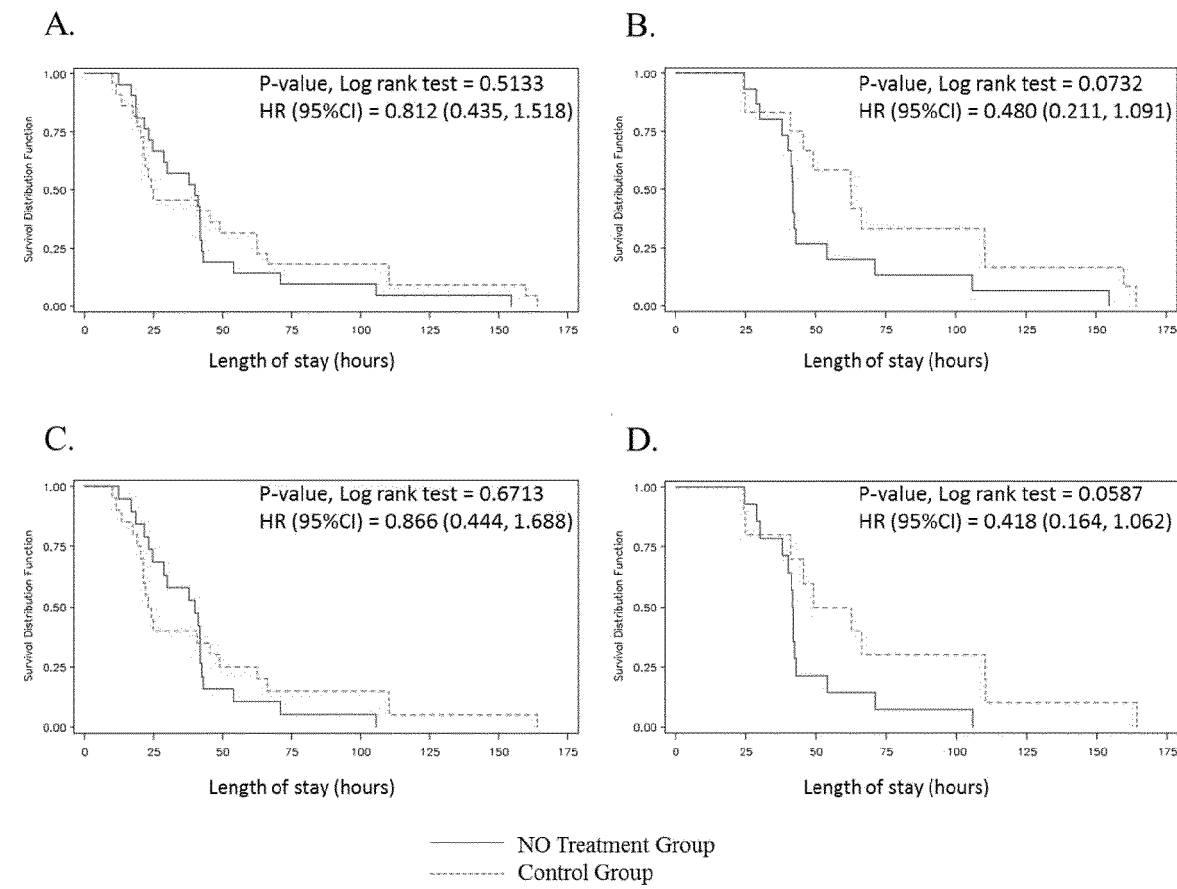 A.
P-value, Log rank test = 0.5133
HR (95%CI) = 0.812 (0.435, 1.518)
Survival Distribution Function
1.00
0.75
0.50
0.25
0.00
0 25 50 75 100 125 150 175
Length of stay (hours)
B.
P-value, Log rank test = 0.0732
HR (95%CI) = 0.480 (0.211, 1.091)
Survival Distribution Function
1.00
0.75
0.50
0.25
0.00
0 25 50 75 100 125 150 175
Length of stay (hours)
C.
P-value, Log rank test = 0.6713
HR (95%CI) = 0.866 (0.444, 1.688)
Survival Distribution Function
1.00
0.75
0.50
0.25
0.00
0 25 50 75 100 125 150 175
Length of stay (hours)
D.
P-value, Log rank test = 0.0587
HR (95%CI) = 0.418 (0.164, 1.062)
Survival Distribution Function
1.00
0.75
0.50
0.25
0.00
0 25 50 75 100 125 150 175
Length of stay (hours)
NO Treatment Group
Control Group